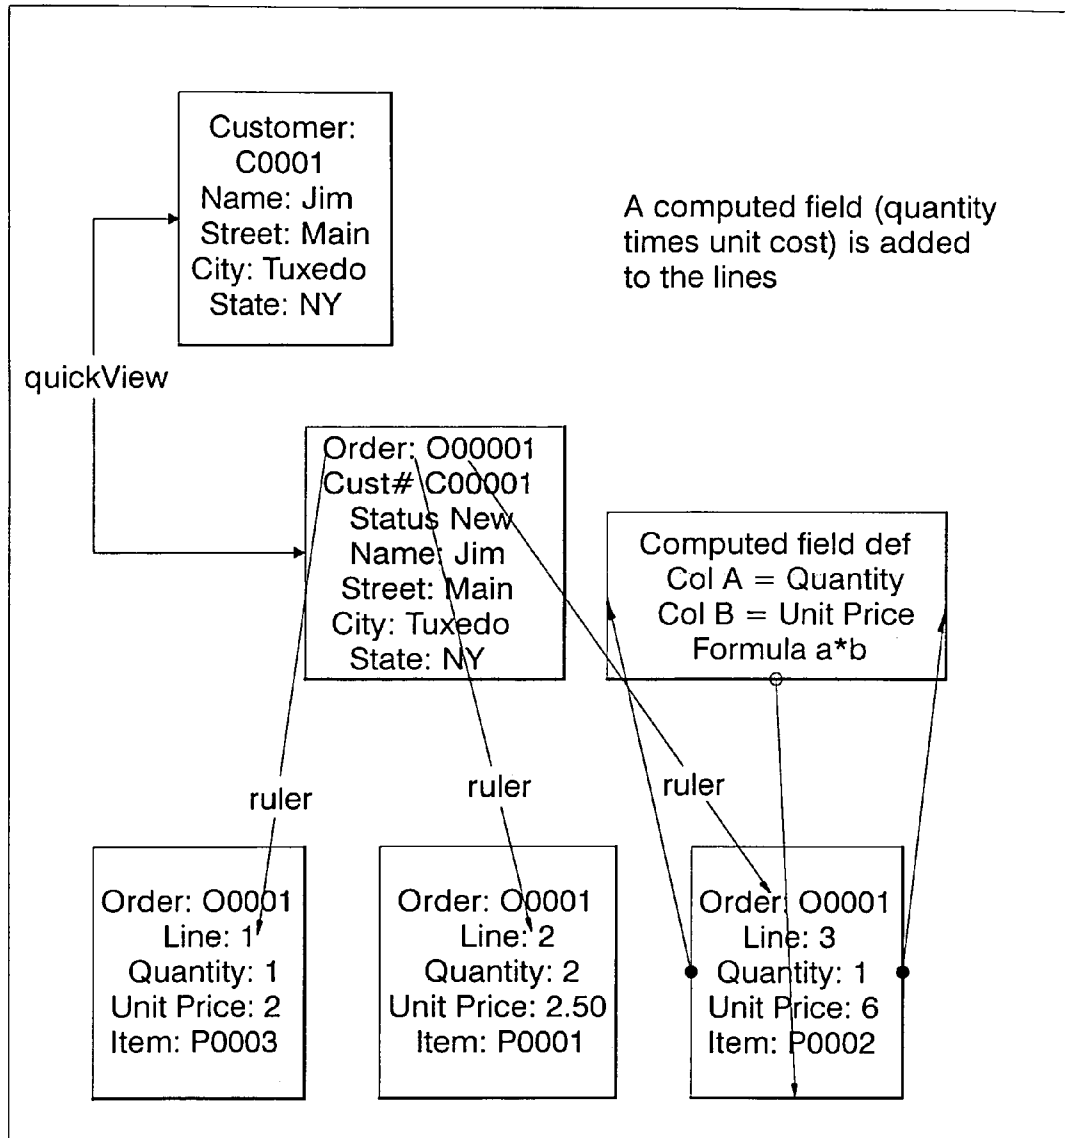 Customer:
C0001
Name: Jim
Street: Main
City: Tuxedo
State: NY
A computed field (quantity
times unit cost) is added
to the lines
quickView
Order: O00001
Cust# C00001
Status New
Name: Jim
Street: Main
City: Tuxedo
State: NY
Computed field def
Col A = Quantity
Col B = Unit Price
Formula a*b
ruler
ruler
ruler
Order: O0001
Line: 1
Quantity: 1
Unit Price: 2
Item: P0003
Order: O0001
Line: 2
Quantity: 2
Unit Price: 2.50
Item: P0001
Order: O0001
Line: 3
Quantity: 1
Unit Price: 6
Item: P0002